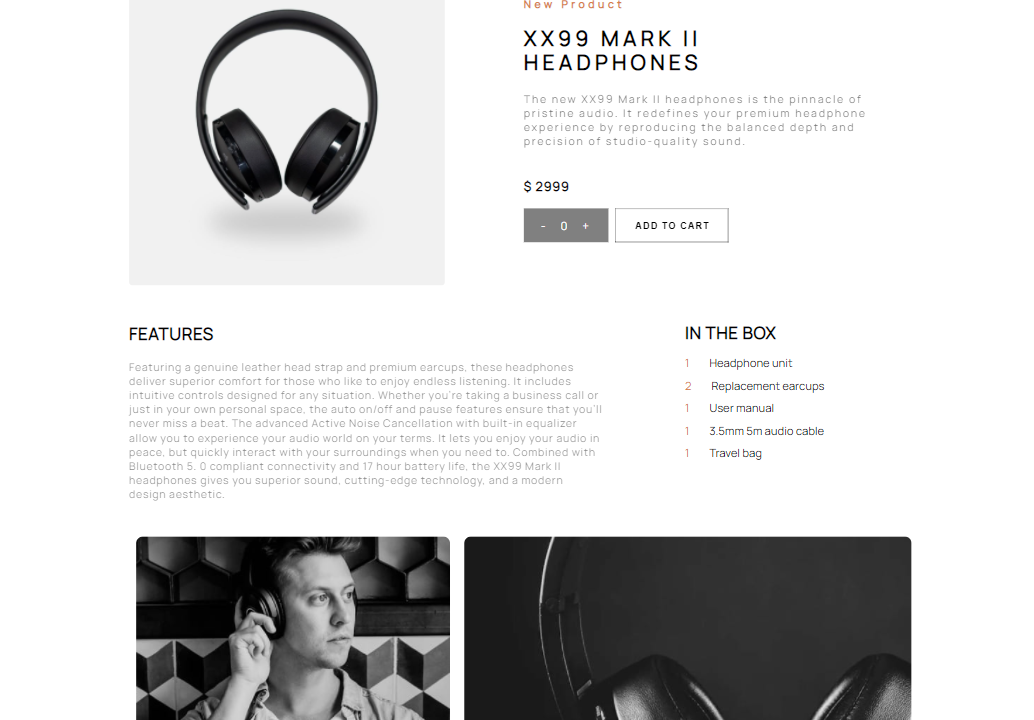 New Product
XX99 MARK II
HEADPHONES
The new XX99 Mark II headphones is the pinnacle of
pristine audio. It redefines your premium headphone
experience by reproducing the balanced depth and
precision of studio-quality sound.
$ 2999
- 0 +
ADD TO CART
FEATURES
Featuring a genuine leather head strap and premium earcups, these headphones
deliver superior comfort for those who like to enjoy endless listening. It includes
intuitive controls designed for any situation. Whether you're taking a business call or
just in your own personal space, the auto on/off and pause features ensure that you'll
never miss a beat. The advanced Active Noise Cancellation with built-in equalizer
allow you to experience your audio world on your terms. It lets you enjoy your audio in
peace, but quickly interact with your surroundings when you need to. Combined with
Bluetooth 5. 0 compliant connectivity and 17 hour battery life, the XX99 Mark II
headphones gives you superior sound, cutting-edge technology, and a modern
design aesthetic.
IN THE BOX
1 Headphone unit
2 Replacement earcups
1 User manual
1 3.5mm 5m audio cable
1 Travel bag